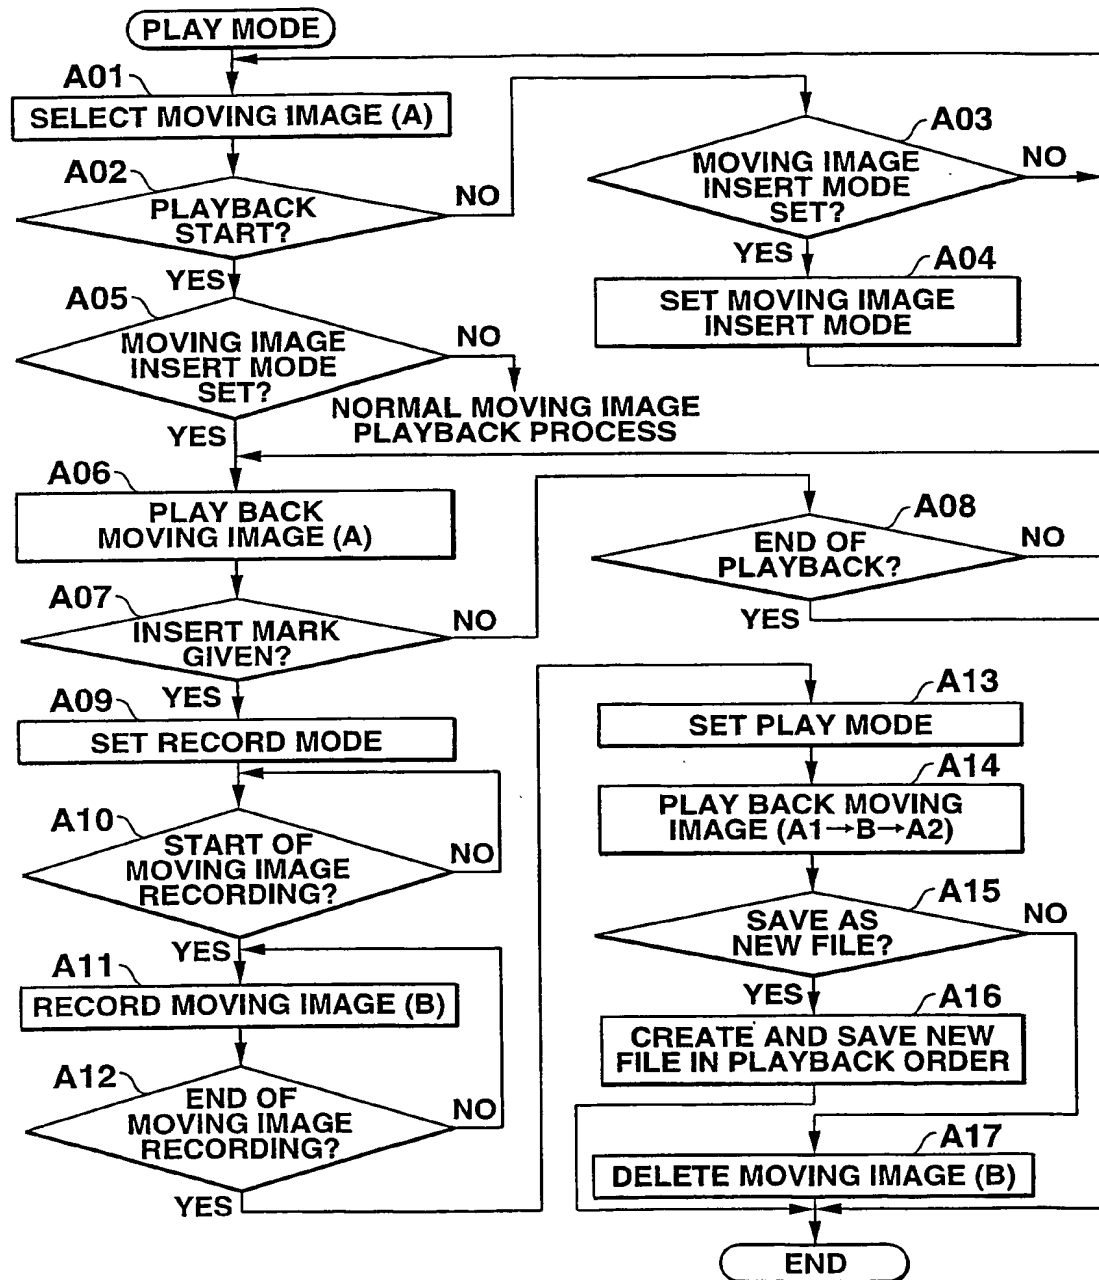 PLAY MODE
A01
SELECT MOVING IMAGE (A)
A02
PLAYBACK
START?
NO
YES
A03
MOVING IMAGE
INSERT MODE
SET?
NO
YES
A04
SET MOVING IMAGE
INSERT MODE
A05
MOVING IMAGE
INSERT MODE
SET?
NO
NORMAL MOVING IMAGE
PLAYBACK PROCESS
YES
A06
PLAY BACK
MOVING IMAGE (A)
A07
INSERT MARK
GIVEN?
NO
YES
A08
END OF
PLAYBACK?
NO
YES
A09
SET RECORD MODE
A10
START OF
MOVING IMAGE
RECORDING?
NO
YES
A11
RECORD MOVING IMAGE (B)
A12
END OF
MOVING IMAGE
RECORDING?
NO
YES
A13
SET PLAY MODE
A14
PLAY BACK MOVING
IMAGE (A1→B→A2)
A15
SAVE AS
NEW FILE?
NO
YES
A16
CREATE AND SAVE NEW
FILE IN PLAYBACK ORDER
A17
DELETE MOVING IMAGE (B)
END